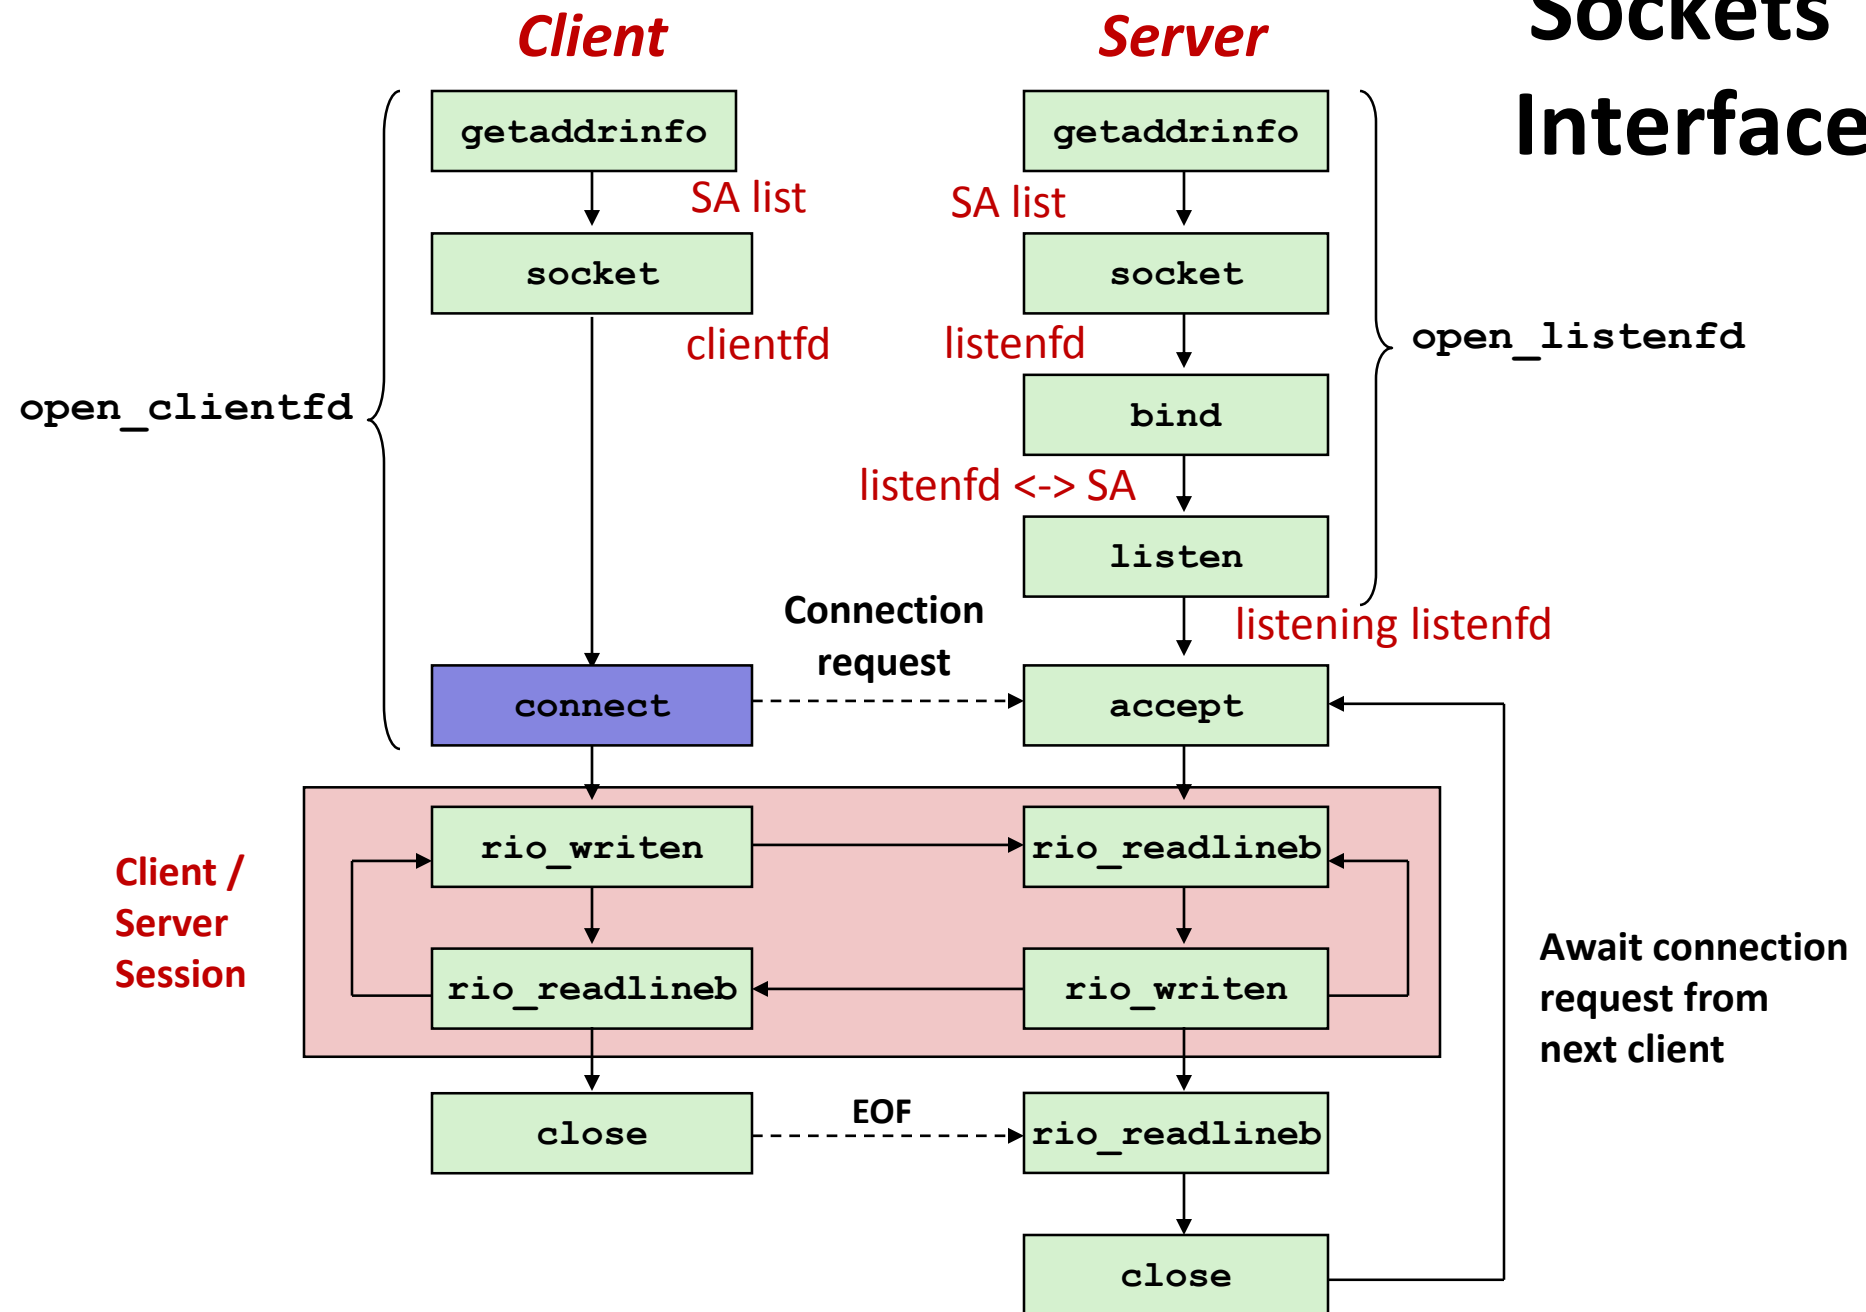 Sockets
Interface
Client
Server
getaddrinfo
getaddrinfo
SA list
SA list
socket
socket
clientfd
listenfd
open_listenfd
open_clientfd
bind
listenfd <-> SA
listen
Connection
request
listening listenfd
connect
accept
Client /
Server
Session
rio_writen
rio_readlineb
rio_readlineb
rio_writen
Await connection
request from
next client
close
EOF
rio_readlineb
close